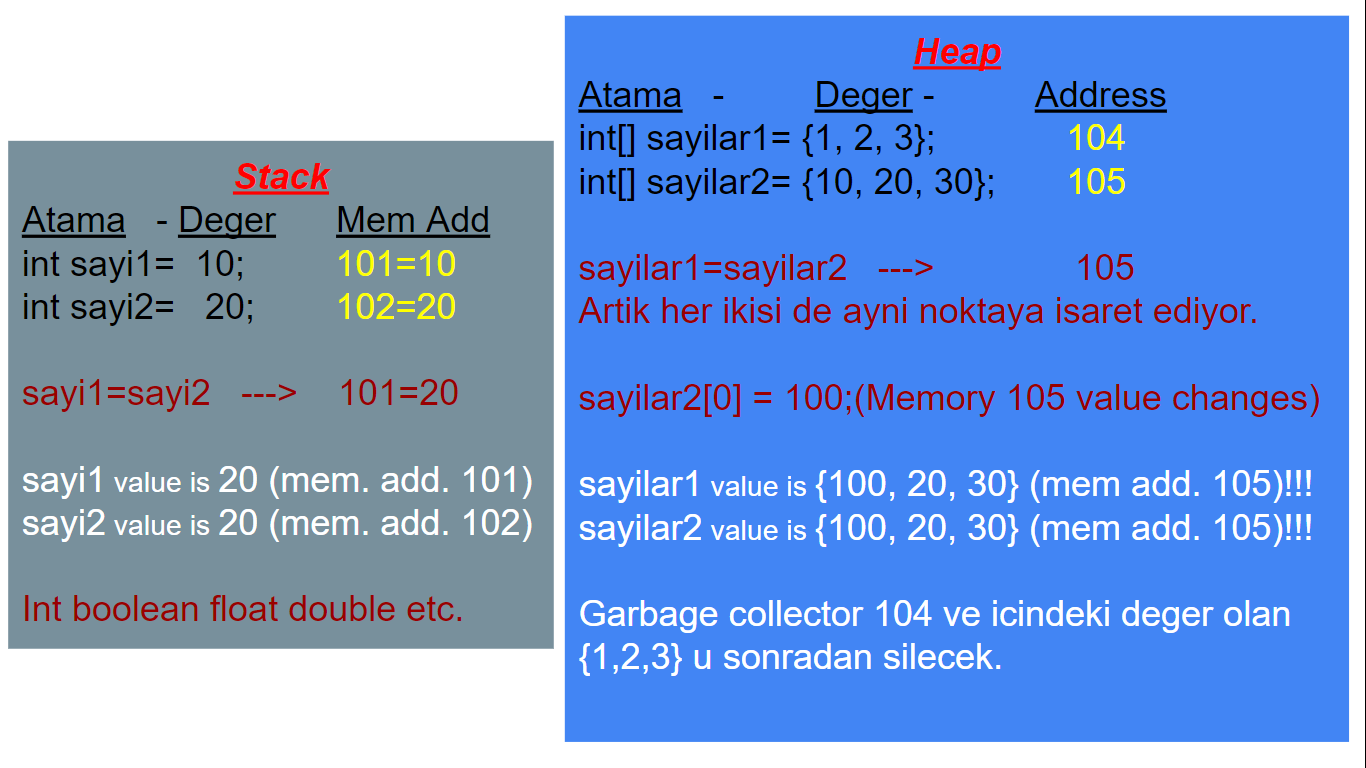 Stack
Atama - Deger Mem Add
int sayi1= 10; 101=10
int sayi2= 20; 102=20
sayi1=sayi2 ---> 101=20
sayi1 value is 20 (mem. add. 101)
sayi2 value is 20 (mem. add. 102)
Int boolean float double etc.
Heap
Atama - Deger - Address
int[] sayilar1= {1, 2, 3}; 104
int[] sayilar2= {10, 20, 30}; 105
sayilar1=sayilar2 ---> 105
Artik her ikisi de ayni noktaya isaret ediyor.
sayilar2[0] = 100;(Memory 105 value changes)
sayilar1 value is {100, 20, 30} (mem add. 105)!!!
sayilar2 value is {100, 20, 30} (mem add. 105)!!!
Garbage collector 104 ve icindeki deger olan
{1,2,3} u sonradan silecek.